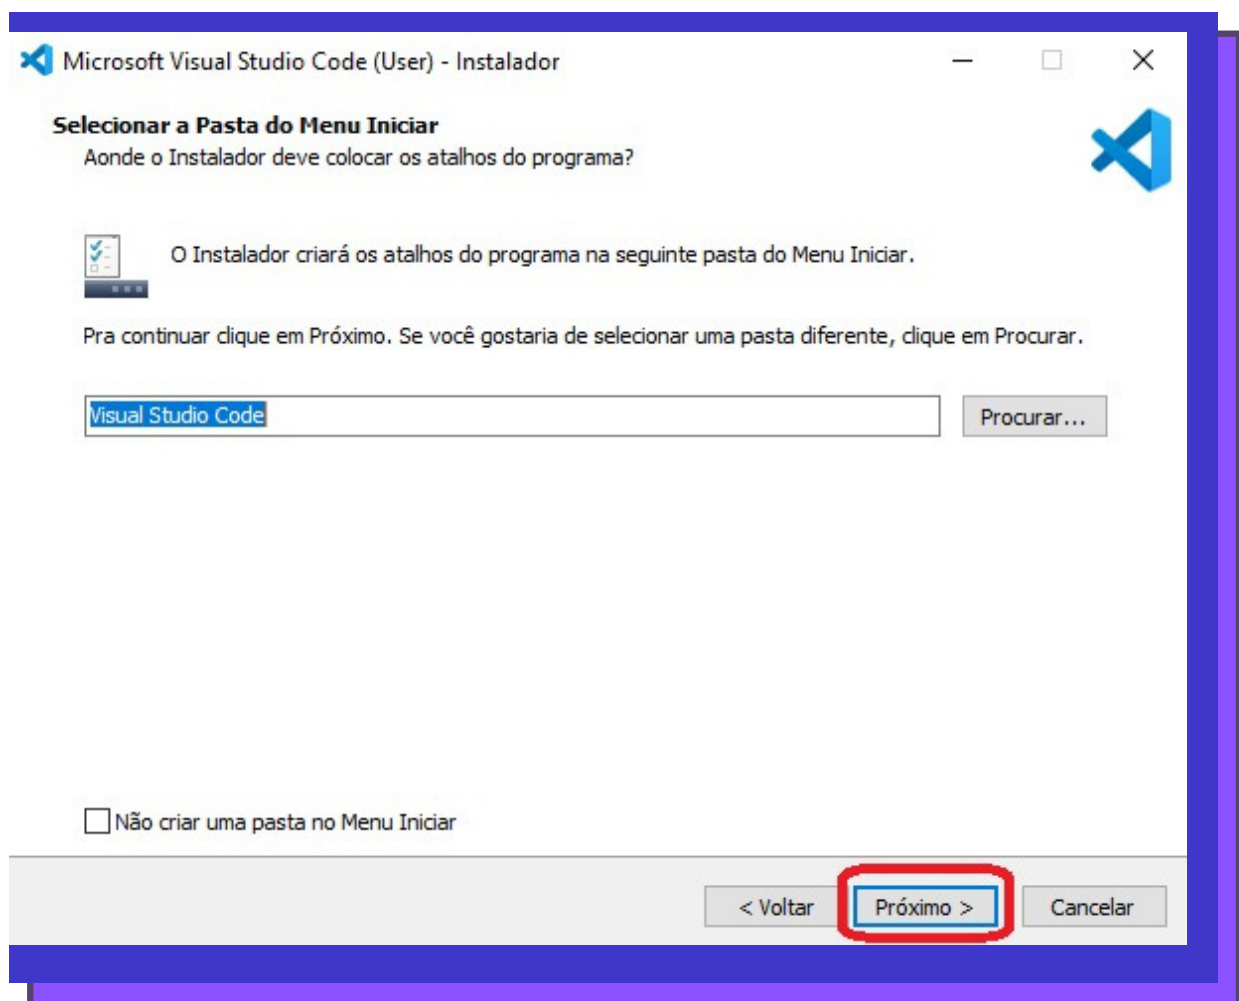 Microsoft Visual Studio Code (User) - Instalador
Selecionar a Pasta do Menu Iniciar
Aonde o Instalador deve colocar os atalhos do programa?
O Instalador criará os atalhos do programa na seguinte pasta do Menu Iniciar.
Pra continuar clique em Próximo. Se você gostaria de selecionar uma pasta diferente, clique em Procurar.
Visual Studio Code
Procurar...
Não criar uma pasta no Menu Iniciar
< Voltar
Próximo >
Cancelar